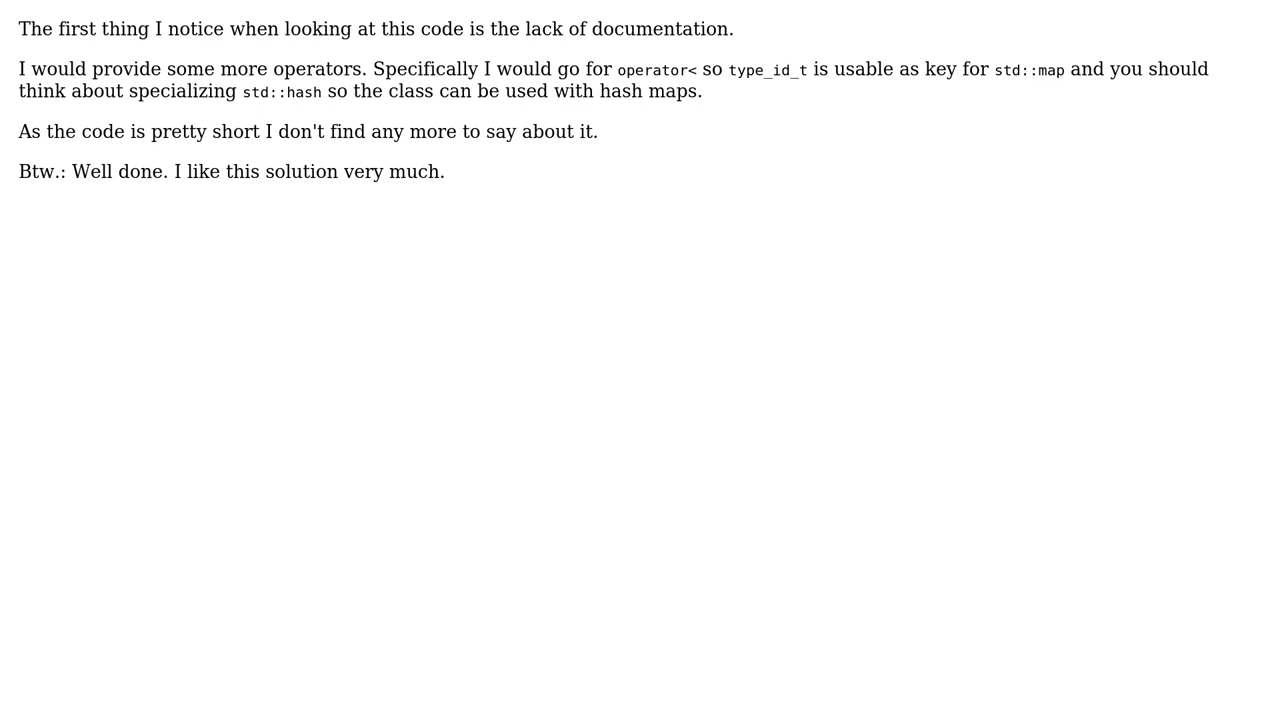 The first thing I notice when looking at this code is the lack of documentation.
I would provide some more operators. Specifically I would go for operator< so type_id_t is usable as key for std::map and you should
think about specializing std::hash so the class can be used with hash maps.
As the code is pretty short I don't find any more to say about it.
Btw.: Well done. I like this solution very much.